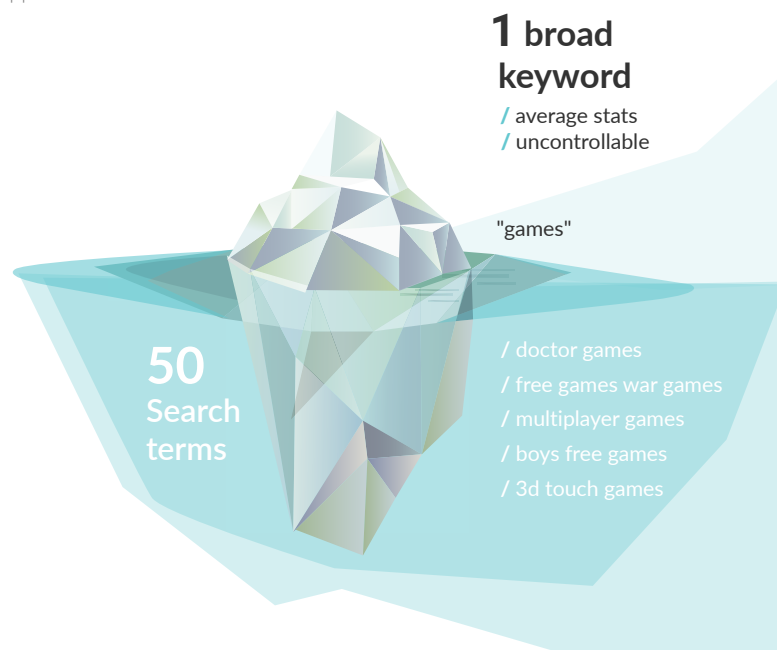 1 broad
keyword
/ average stats
/ uncontrollable
"games"
50
Search
terms
/ doctor games
/ free games war games
/ multiplayer games
/ boys free games
/ 3d touch games